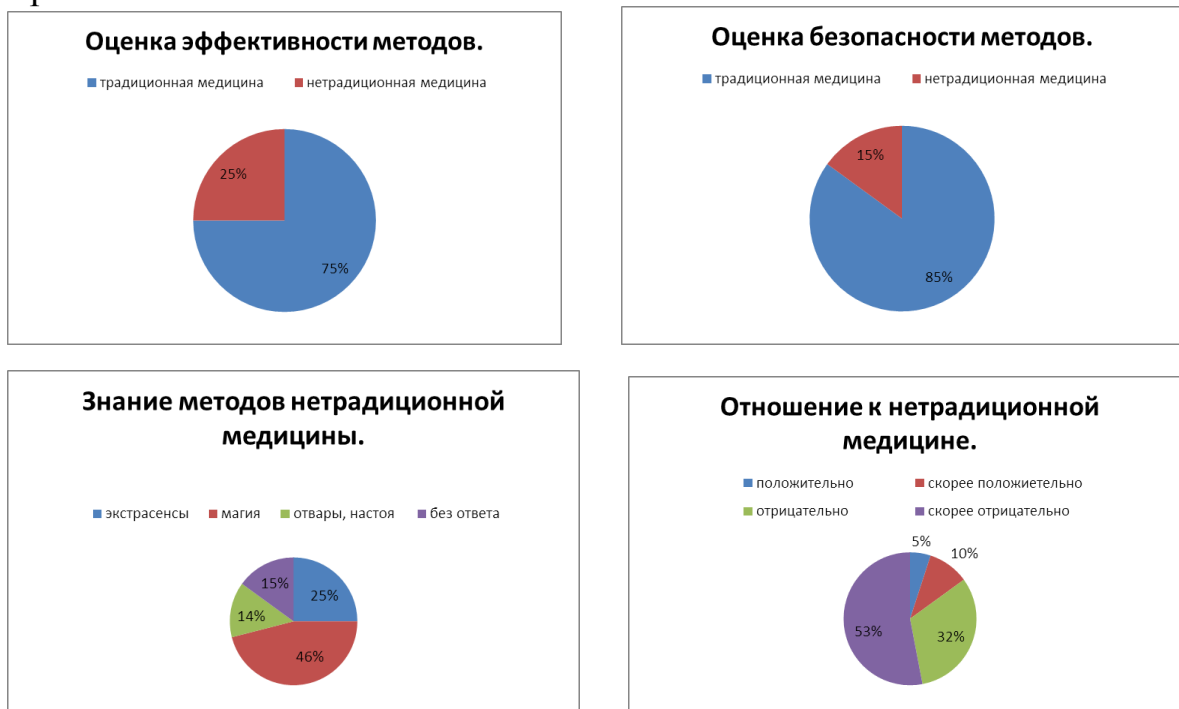 Оценка эффективности методов.
традиционная медицина нетрадиционная медицина
25%
75%
Оценка безопасности методов.
традиционная медицина нетрадиционная медицина
15%
85%
Знание методов нетрадиционной
медицины.
экстрасенсы магия отвары, настоя без ответа
15%
25%
14%
46%
Отношение к нетрадиционной
медицине.
положительно скорее положиетельно
отрицательно скорее отрицательно
5%
10%
53%
32%